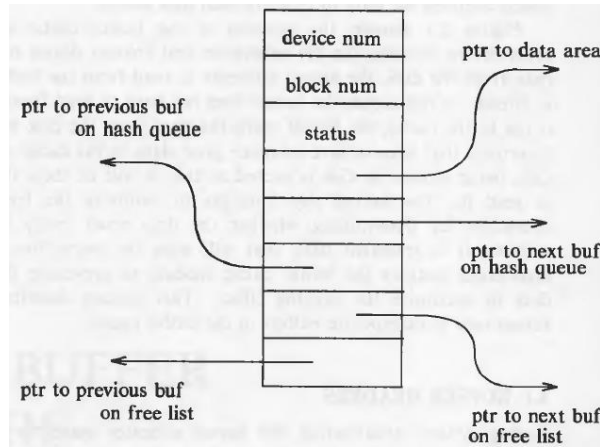 device num
ptr to data area
block num
ptr to previous buf
on hash queue
status
ptr to next buf
on hash queue
ptr to previous buf
on free list
ptr to next buf
on free list